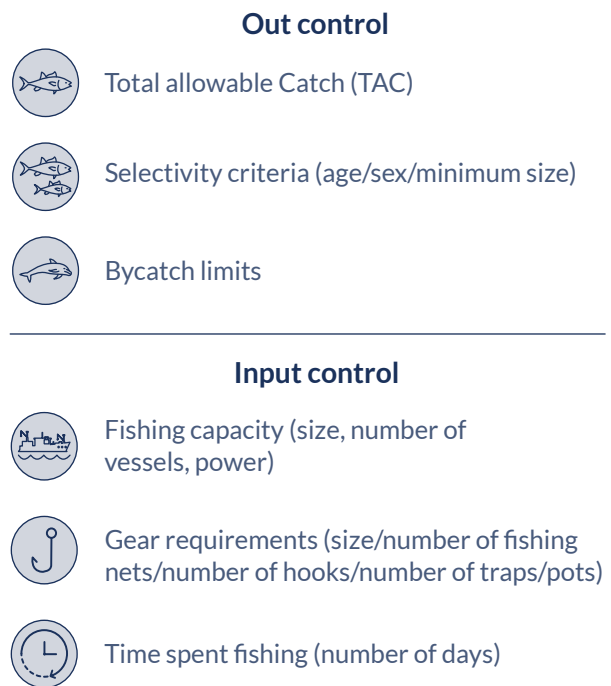 Out control
Total allowable Catch (TAC)
Selectivity criteria (age/sex/minimum size)
Bycatch limits
Input control
Fishing capacity (size, number of
vessels, power)
Gear requirements (size/number of fishing
nets/number of hooks/number of traps/pots)
Time spent fishing (number of days)